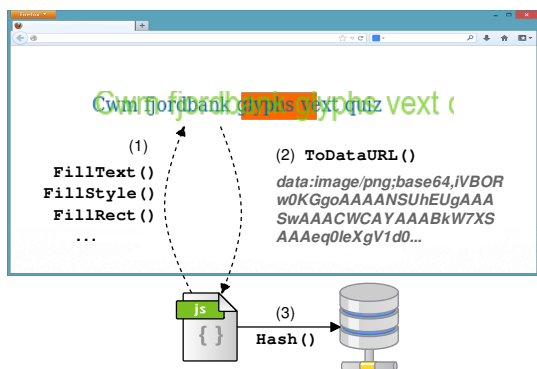 Firefox
Cwm fjordbank glyphs vext quiz
Cwm fjordbank glyphs vext q
(1)
FillText()
FillStyle()
FillRect()
...
(2) ToDataURL()
data:image/png;base64,iVBOR
w0KGgoAAAANSUhEUgAAA
SwAAACWCAYAAABkW7XS
AAAeq0leXgV1d0...
js
{ }
(3)
Hash()